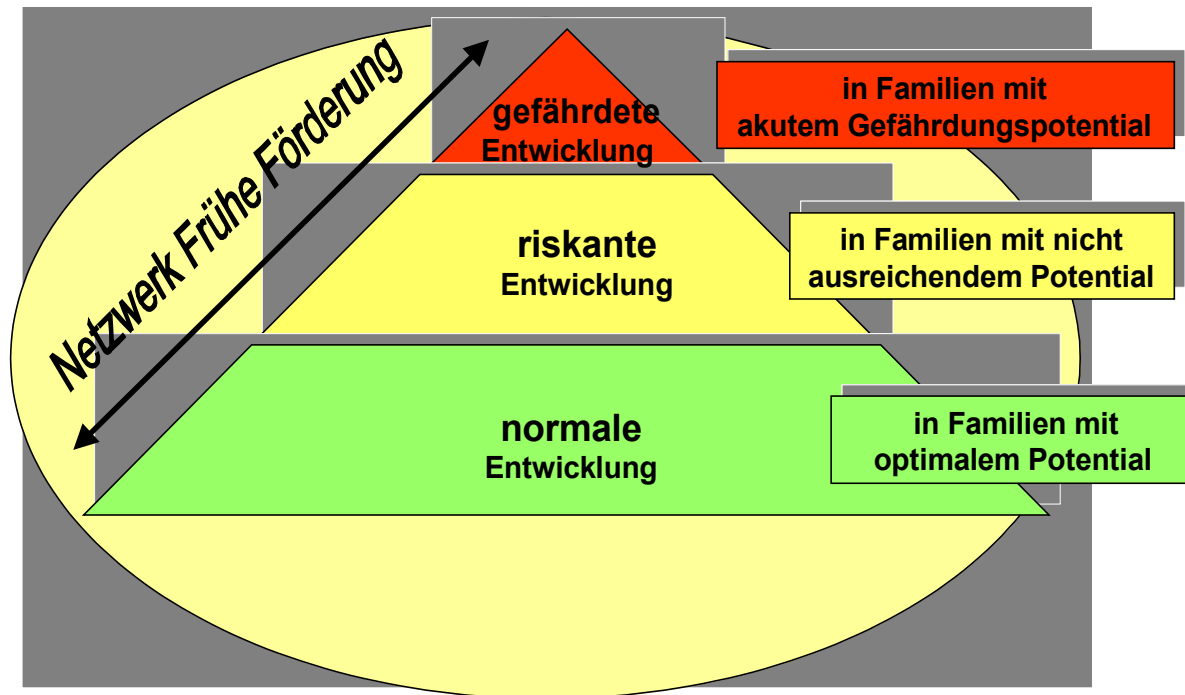 Netzwerk Frühe Förderung
gefährdete
Entwicklung
in Familien mit
akutem Gefährdungspotential
riskante
Entwicklung
in Familien mit nicht
ausreichendem Potential
normale
Entwicklung
in Familien mit
optimalem Potential